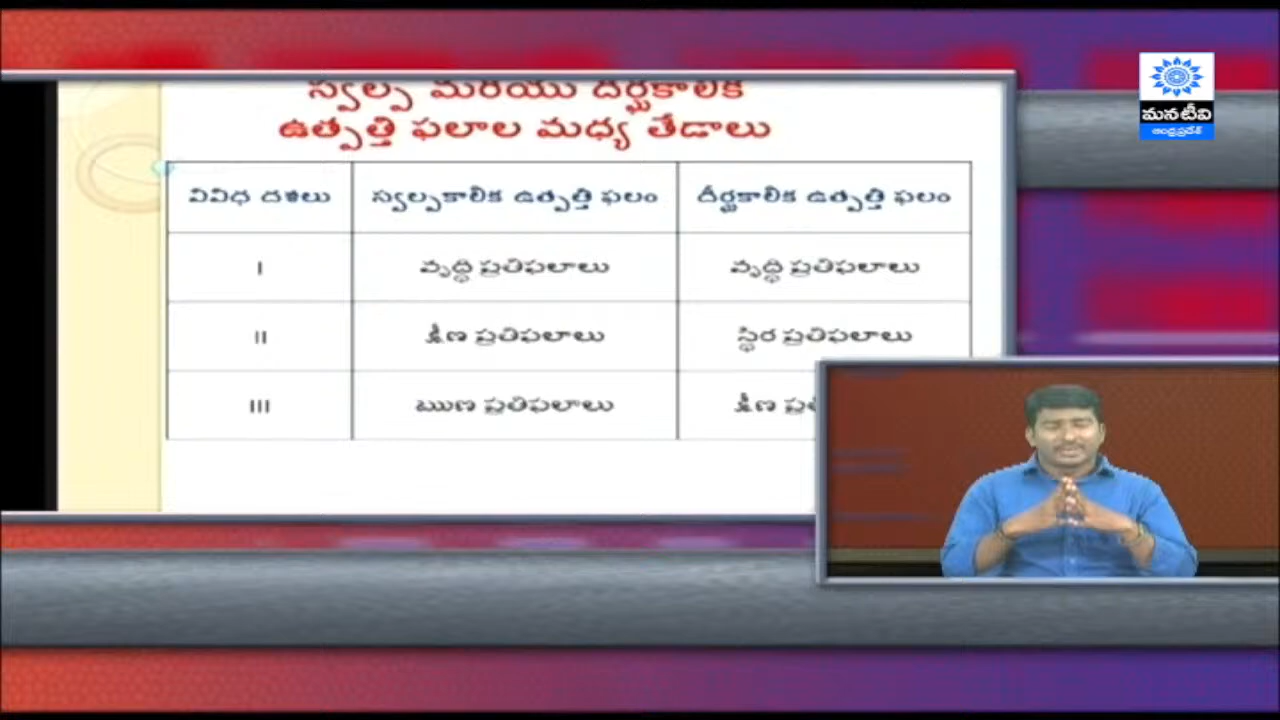 స్వల్ప మరియు దీర్ఘకాలిక
ఉత్పత్తి ఫలాల మధ్య తేడాలు
వివిధ దశలు స్వల్పకాలిక ఉత్పత్తి ఫలం దీర్ఘకాలిక ఉత్పత్తి ఫలం
I వృద్ధి ప్రతిఫలాలు వృద్ధి ప్రతిఫలాలు
II క్షీణ ప్రతిఫలాలు స్థిర ప్రతిఫలాలు
III ఋణ ప్రతిఫలాలు క్షీణ
మనటీవి
ఆంధ్రప్రదేశ్